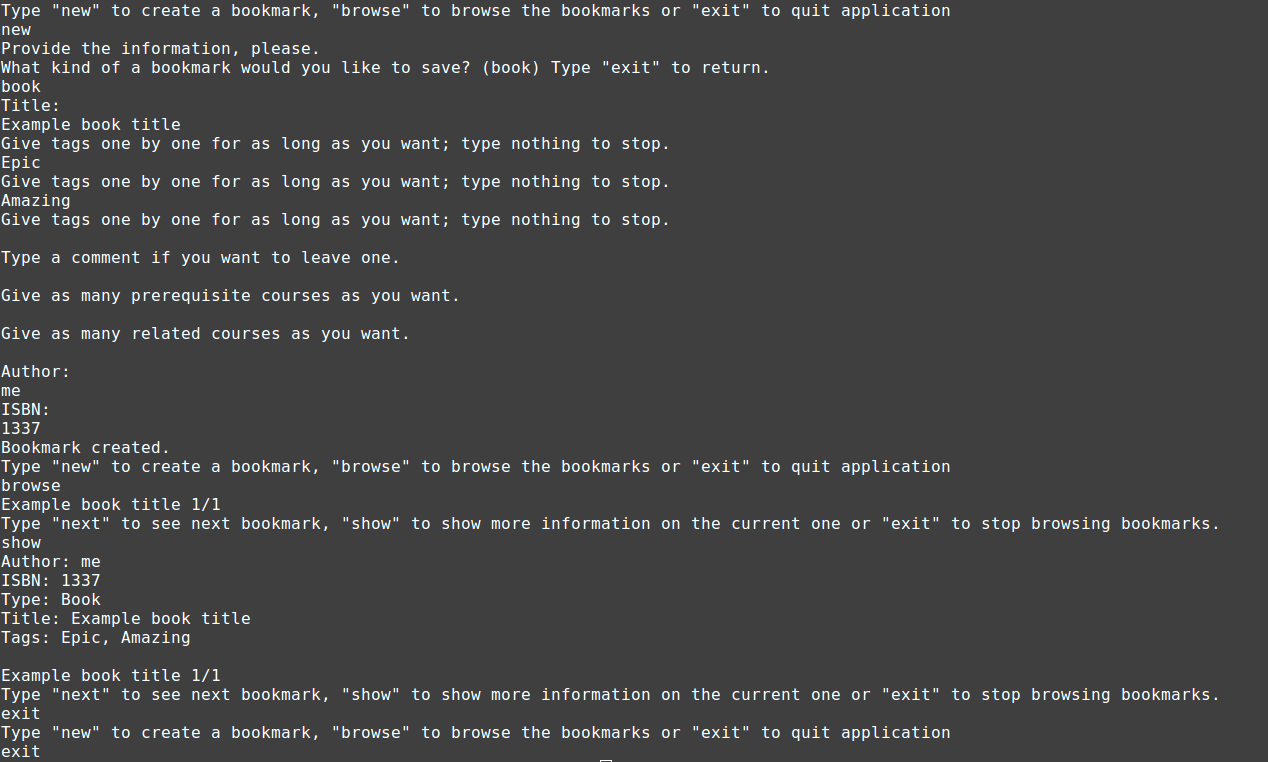 Type "new" to create a bookmark, "browse" to browse the bookmarks or "exit" to quit application
new
Provide the information, please.
What kind of a bookmark would you like to save? (book) Type "exit" to return.
book
Title:
Example book title
Give tags one by one for as long as you want; type nothing to stop.
Epic
Give tags one by one for as long as you want; type nothing to stop.
Amazing
Give tags one by one for as long as you want; type nothing to stop.

Type a comment if you want to leave one.

Give as many prerequisite courses as you want.

Give as many related courses as you want.

Author:
me
ISBN:
1337
Bookmark created.
Type "new" to create a bookmark, "browse" to browse the bookmarks or "exit" to quit application
browse
Example book title 1/1
Type "next" to see next bookmark, "show" to show more information on the current one or "exit" to stop browsing bookmarks.
show
Author: me
ISBN: 1337
Type: Book
Title: Example book title
Tags: Epic, Amazing

Example book title 1/1
Type "next" to see next bookmark, "show" to show more information on the current one or "exit" to stop browsing bookmarks.
exit
Type "new" to create a bookmark, "browse" to browse the bookmarks or "exit" to quit application
exit